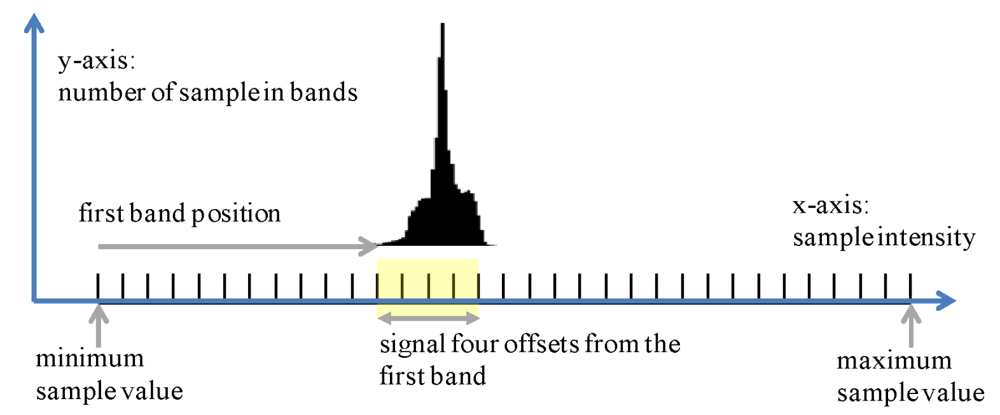 y-axis:
number of sample in bands
first band position
x-axis:
sample intensity
signal four offsets from the
first band
minimum
sample value
maximum
sample value